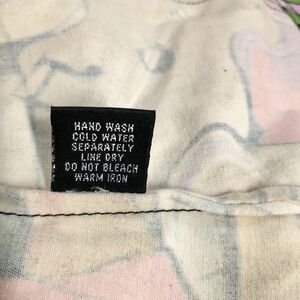 HAND WASH
COLD WATER
SEPARATELY
LINE DRY
DO NOT BLEACH
WARM IRON